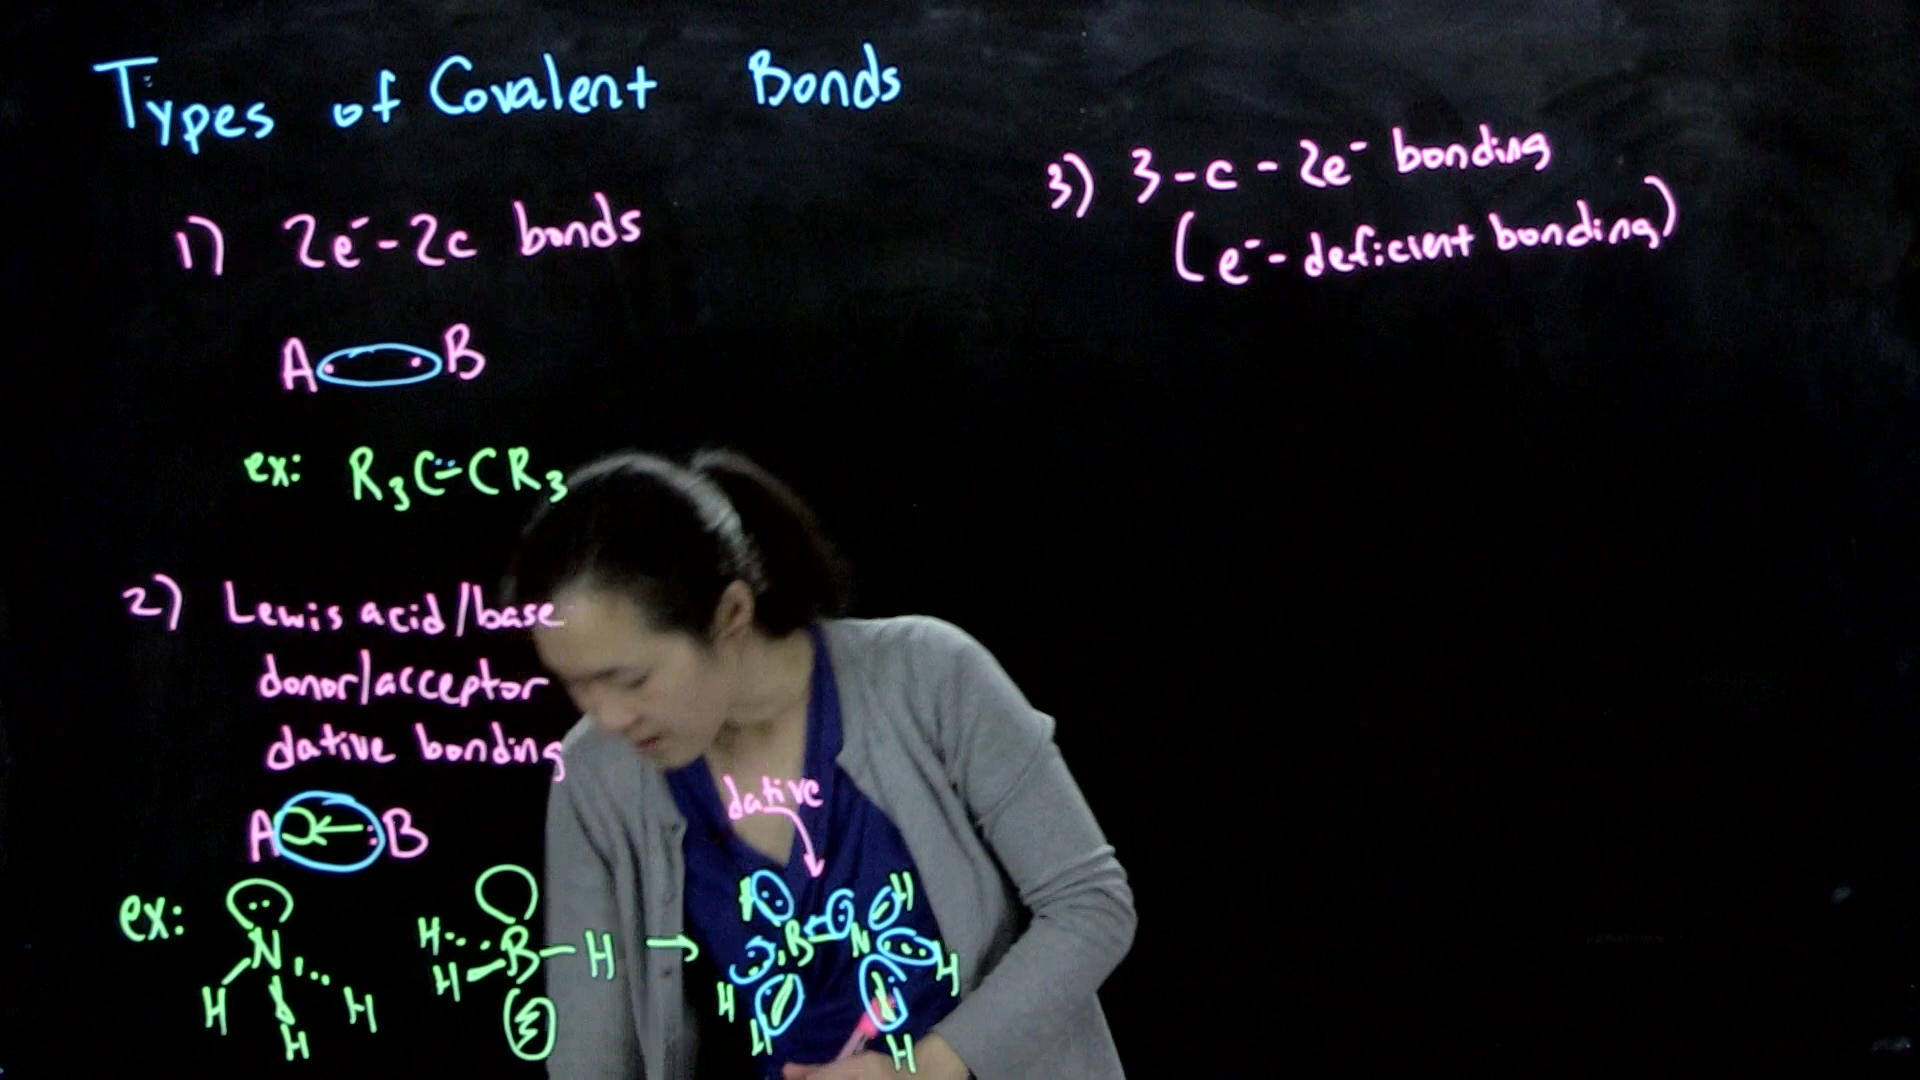 Types of Covalent Bonds
1) 2e⁻-2c bonds
A B
ex: R₃C-CR₃
2) Lewis acid/base
donor/acceptor
dative bonding
A ← :B
dative
ex: N H H H H H B H → H B ← N H H H H H
3) 3-c-2e⁻ bonding
(e⁻-deficient bonding)